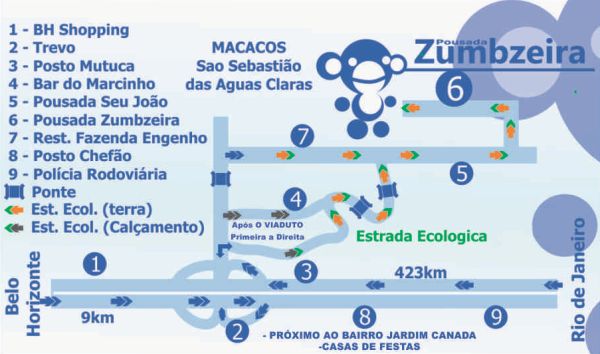 1 - BH Shopping
2 - Trevo
3 - Posto Mutuca
4 - Bar do Marcinho
5 - Pousada Seu João
6 - Pousada Zumbzeira
7 - Rest. Fazenda Engenho
8 - Posto Chefão
9 - Polícia Rodoviária
Ponte
Est. Ecol. (terra)
Est. Ecol. (Calçamento)
MACACOS
Sao Sebastião
das Aguas Claras
Pousada
Zumbzeira
6
7
5
4
Após O VIADUTO
Primeira a Direita
Estrada Ecologica
1
3
423km
Belo
Horizonte
Rio de Janeiro
9km
2
8
9
- PRÓXIMO AO BAIRRO JARDIM CANADA
-CASAS DE FESTAS